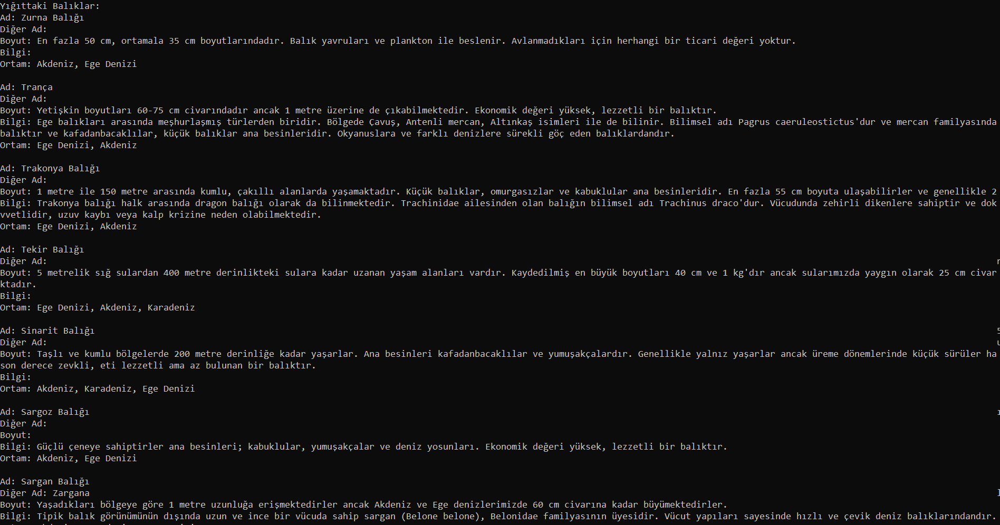 Yığıttaki Balıklar:
Ad: Zurna Balığı
Diğer Ad:
Boyut: En fazla 50 cm, ortamala 35 cm boyutlarındadır. Balık yavruları ve plankton ile beslenir. Avlanmadıkları için herhangi bir ticari değeri yoktur.
Bilgi:
Ortam: Akdeniz, Ege Denizi
Ad: Trança
Diğer Ad:
Boyut: Yetişkin boyutları 60-75 cm civarındadır ancak 1 metre üzerine de çıkabilmektedir. Ekonomik değeri yüksek, lezzetli bir balıktır.
Bilgi: Ege balıkları arasında meşhurlaşmış türlerden biridir. Bölgede Çavuş, Antenli mercan, Altınkaş isimleri ile de bilinir. Bilimsel adı Pagrus caeruleostictus'dur ve mercan familyasında
balıktır ve kafadanbacaklılar, küçük balıklar ana besinleridir. Okyanuslara ve farklı denizlere sürekli göç eden balıklardandır.
Ortam: Ege Denizi, Akdeniz
Ad: Trakonya Balığı
Diğer Ad:
Boyut: 1 metre ile 150 metre arasında kumlu, çakıllı alanlarda yaşamaktadır. Küçük balıklar, omurgasızlar ve kabuklular ana besinleridir. En fazla 55 cm boyuta ulaşabilirler ve genellikle 2
Bilgi: Trakonya balığı halk arasında dragon balığı olarak da bilinmektedir. Trachinidae ailesinden olan balığın bilimsel adı Trachinus draco'dur. Vücudunda zehirli dikenlere sahiptir ve dok
vvetlidir, uzuv kaybı veya kalp krizine neden olabilmektedir.
Ortam: Ege Denizi, Akdeniz
Ad: Tekir Balığı
Diğer Ad:
Boyut: 5 metrelik sığ sulardan 400 metre derinlikteki sulara kadar uzanan yaşam alanları vardır. Kaydedilmiş en büyük boyutları 40 cm ve 1 kg'dır ancak sularımızda yaygın olarak 25 cm civar
ktadır.
Bilgi:
Ortam: Ege Denizi, Akdeniz, Karadeniz
Ad: Sinarit Balığı
Diğer Ad:
Boyut: Taşlı ve kumlu bölgelerde 200 metre derinliğe kadar yaşarlar. Ana besinleri kafadanbacaklılar ve yumuşakçalardır. Genellikle yalnız yaşarlar ancak üreme dönemlerinde küçük sürüler ha
son derece zevkli, eti lezzetli ama az bulunan bir balıktır.
Bilgi:
Ortam: Akdeniz, Karadeniz, Ege Denizi
Ad: Sargoz Balığı
Diğer Ad:
Boyut:
Bilgi: Güçlü çeneye sahiptirler ana besinleri; kabuklular, yumuşakçalar ve deniz yosunları. Ekonomik değeri yüksek, lezzetli bir balıktır.
Ortam: Akdeniz, Ege Denizi
Ad: Sargan Balığı
Diğer Ad: Zargana
Boyut: Yaşadıkları bölgeye göre 1 metre uzunluğa erişmektedirler ancak Akdeniz ve Ege denizlerimizde 60 cm civarına kadar büyümektedirler.
Bilgi: Tipik balık görünümünün dışında uzun ve ince bir vücuda sahip sargan (Belone belone), Belonidae familyasının üyesidir. Vücut yapıları sayesinde hızlı ve çevik deniz balıklarındandır.